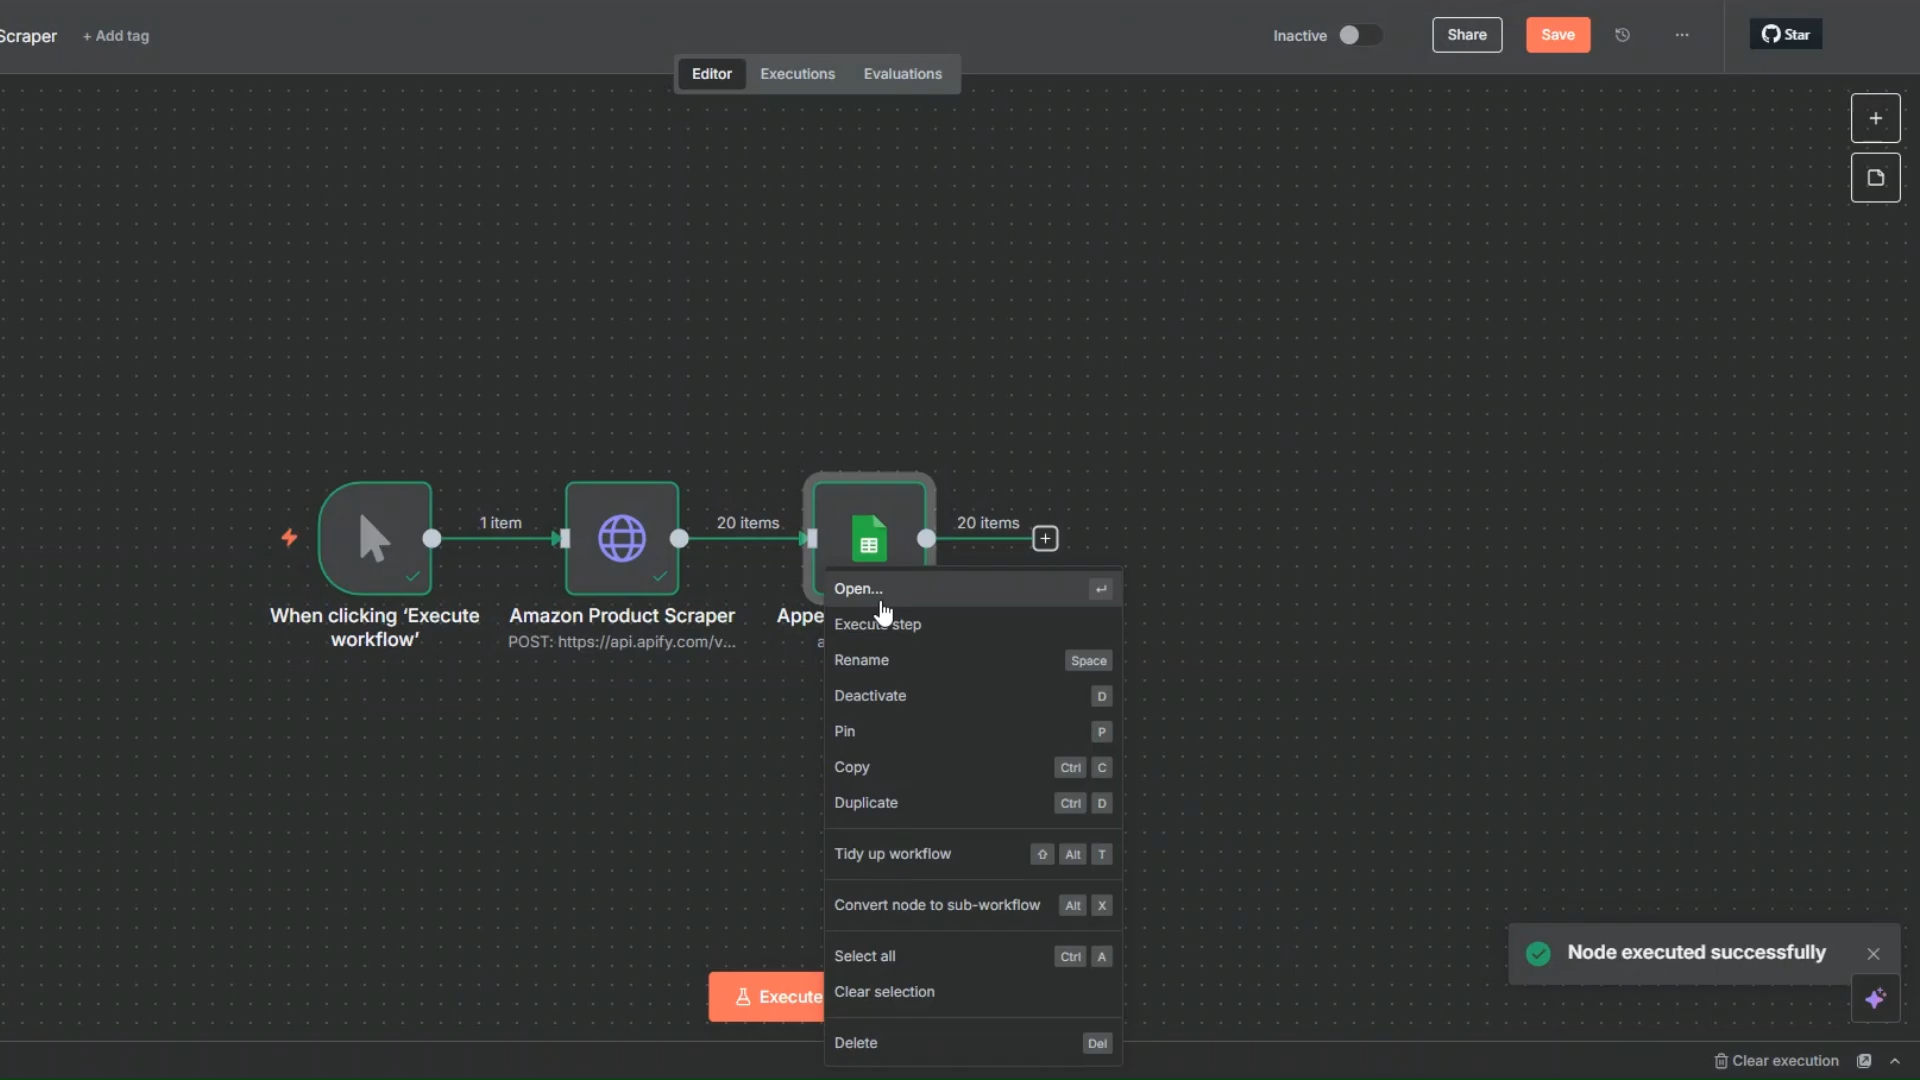 Scraper
+ Add tag
Inactive
Share
Save
Star
Editor
Executions
Evaluations
1 item
20 items
20 items
When clicking ‘Execute
workflow’
Amazon Product Scraper
POST: https://api.apify.com/v...
Appe
Open...
Execute step
Rename
Space
Deactivate
D
Pin
P
Copy
Ctrl C
Duplicate
Ctrl D
Tidy up workflow
Alt T
Convert node to sub-workflow
Alt X
Select all
Ctrl A
Clear selection
Delete
Del
Execute
Node executed successfully
Clear execution